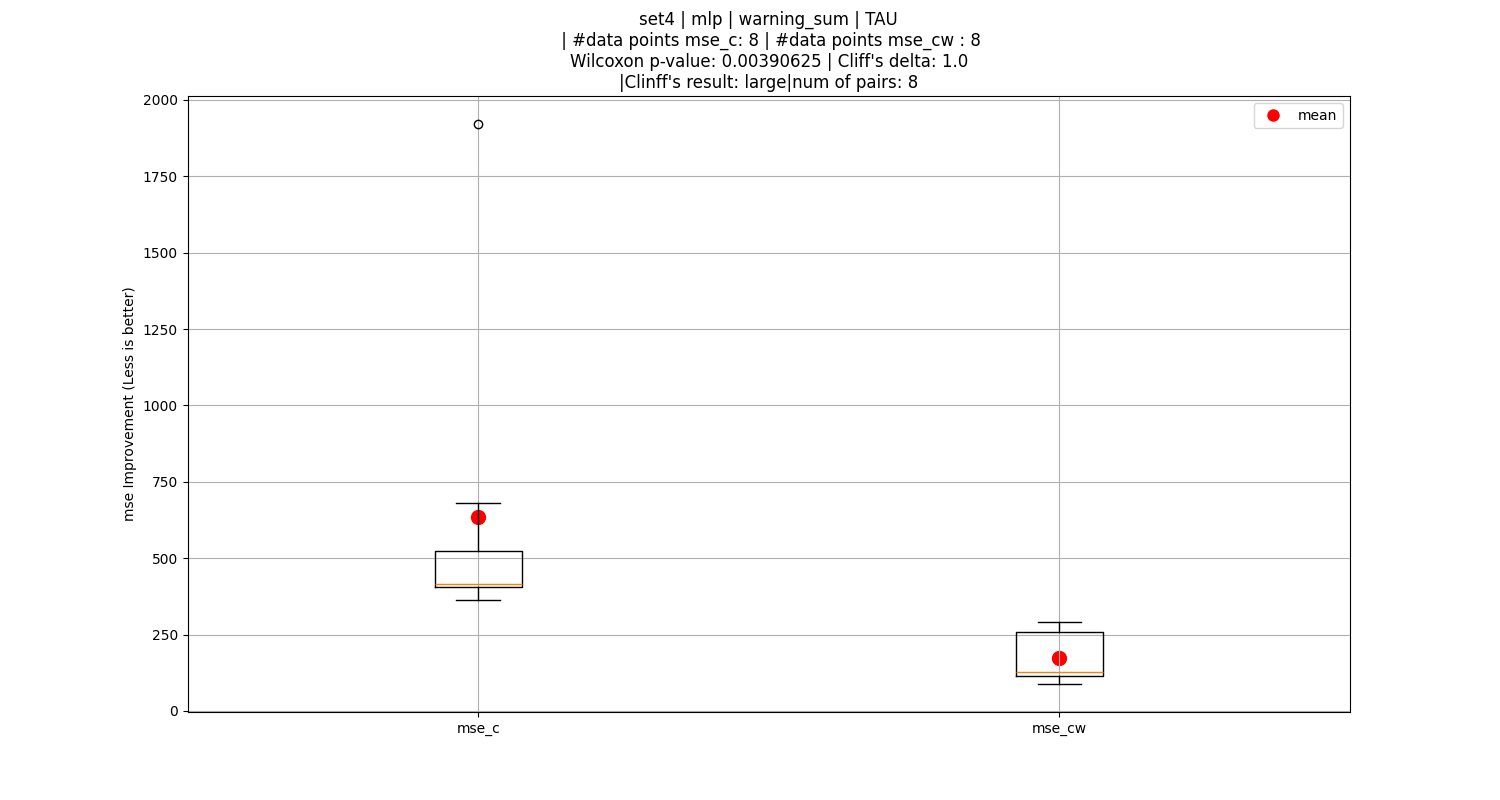 set4 | mlp | warning_sum | TAU
| #data points mse_c: 8 | #data points mse_cw : 8
Wilcoxon p-value: 0.00390625 | Cliff's delta: 1.0
|Clinff's result: large|num of pairs: 8
mean
mse Improvement (Less is better)
2000
1750
1500
1250
1000
750
500
250
0
mse_c
mse_cw